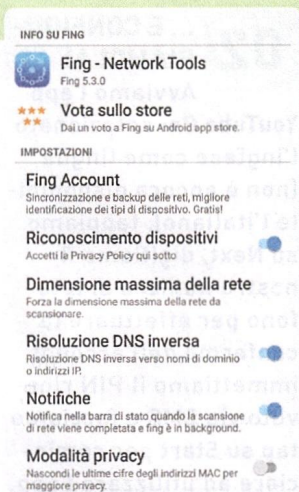 INFO SU FING
Fing - Network Tools
Fing 5.3.0
Vota sullo store
Dai un voto a Fing su Android app store.
IMPOSTAZIONI
Fing Account
Sincronizzazione e backup delle reti, migliore
identificazione dei tipi di dispositivo. Gratis!
Riconoscimento dispositivi
Accetti la Privacy Policy qui sotto
Dimensione massima della rete
Forza la dimensione massima della rete da
scansionare.
Risoluzione DNS inversa
Risoluzione DNS inversa verso nomi di dominio
o indirizzi IP.
Notifiche
Notifica nella barra di stato quando la scansione
di rete viene completata e fing è in background.
Modalità privacy
Nascondi le ultime cifre degli indirizzi MAC per
maggiore privacy.